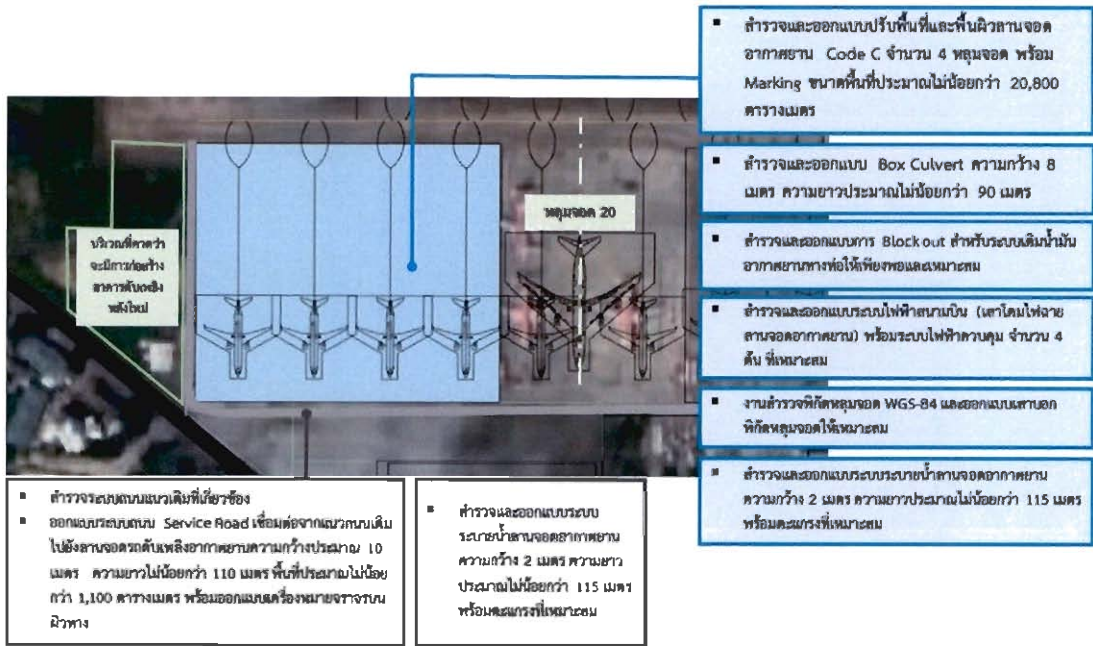 สำรวจและออกแบบปรับพื้นที่และพื้นผิวลานจอด
อากาศยาน Code C จำนวน 4 หลุมจอด พร้อม
Marking ขนาดพื้นที่ประมาณไม่น้อยกว่า 20,800
ตารางเมตร
สำรวจและออกแบบ Box Culvert ความกว้าง 8
เมตร ความยาวประมาณไม่น้อยกว่า 90 เมตร
สำรวจและออกแบบการ Block out สำหรับระบบเติมน้ำมัน
อากาศยานทางท่อให้เพียงพอและเหมาะสม
สำรวจและออกแบบระบบไฟฟ้าสนามบิน (เสาโคมไฟฉาย
ลานจอดอากาศยาน) พร้อมระบบไฟฟ้าควบคุม จำนวน 4
ต้น ที่เหมาะสม
งานสำรวจพิกัดหลุมจอด WGS-84 และออกแบบเสาบอก
พิกัดหลุมจอดให้เหมาะสม
สำรวจและออกแบบระบบระบายน้ำลานจอดอากาศยาน
ความกว้าง 2 เมตร ความยาวประมาณไม่น้อยกว่า 115 เมตร
พร้อมตะแกรงที่เหมาะสม
หลุมจอด 20
บริเวณที่คาดว่า
จะมีการก่อสร้าง
อาคารดับเพลิง
หลังใหม่
สำรวจระบบถนนแนวเดิมที่เกี่ยวข้อง
ออกแบบระบบถนน Service Road เชื่อมต่อจากแนวถนนเดิม
ไปยังลานจอดรถดับเพลิงอากาศยานความกว้างประมาณ 10
เมตร ความยาวไม่น้อยกว่า 110 เมตร พื้นที่ประมาณไม่น้อย
กว่า 1,100 ตารางเมตร พร้อมออกแบบเครื่องหมายจราจรบน
ผิวทาง
สำรวจและออกแบบระบบ
ระบายน้ำลานจอดอากาศยาน
ความกว้าง 2 เมตร ความยาว
ประมาณไม่น้อยกว่า 115 เมตร
พร้อมตะแกรงที่เหมาะสม